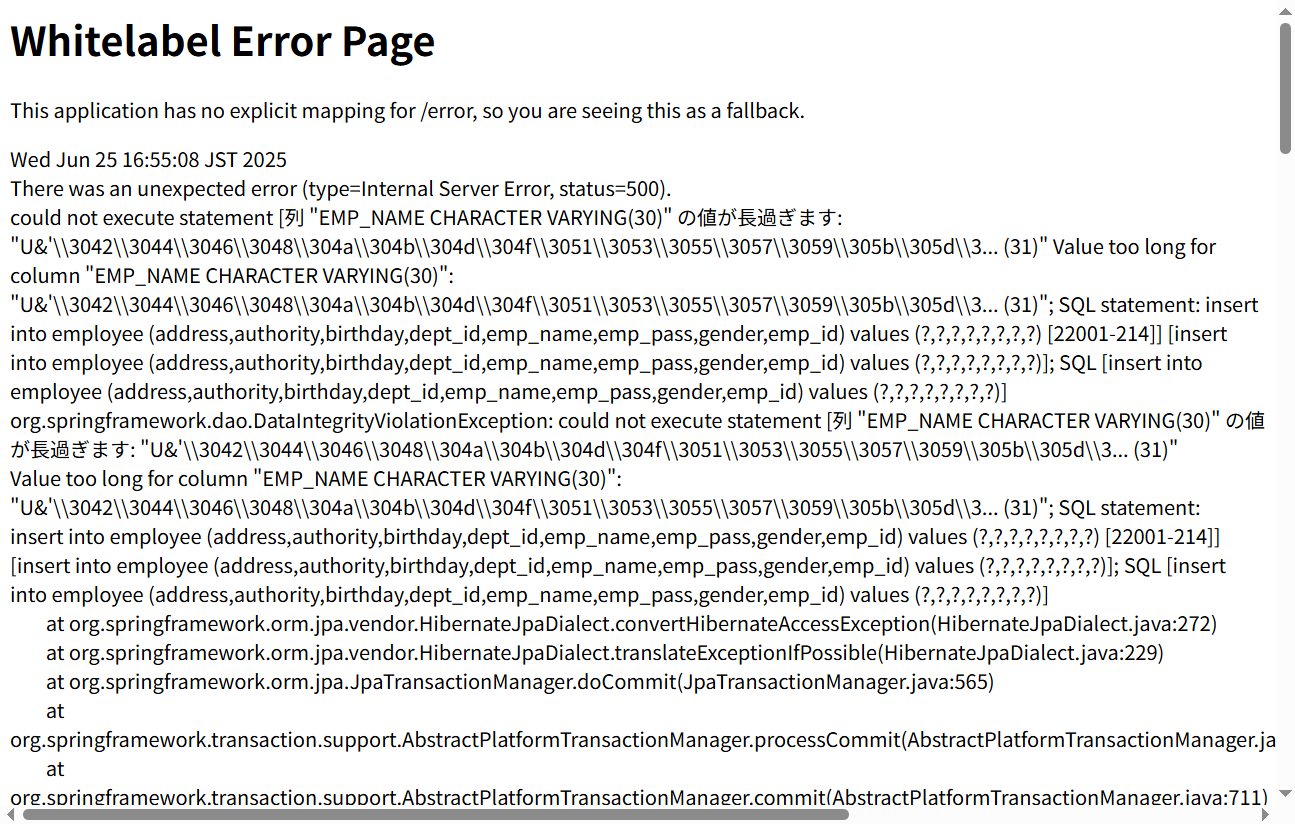 Whitelabel Error Page
This application has no explicit mapping for /error, so you are seeing this as a fallback.
Wed Jun 25 16:55:08 JST 2025
There was an unexpected error (type=Internal Server Error, status=500).
could not execute statement [列 "EMP_NAME CHARACTER VARYING(30)" の値が長過ぎます:
"U&'\\3042\\3044\\3046\\3048\\304a\\304b\\304d\\304f\\3051\\3053\\3055\\3057\\3059\\305b\\305d\\3... (31)" Value too long for
column "EMP_NAME CHARACTER VARYING(30)":
"U&'\\3042\\3044\\3046\\3048\\304a\\304b\\304d\\304f\\3051\\3053\\3055\\3057\\3059\\305b\\305d\\3... (31)"; SQL statement: insert
into employee (address,authority,birthday,dept_id,emp_name,emp_pass,gender,emp_id) values (?,?,?,?,?,?,?,?) [22001-214]] [insert
into employee (address,authority,birthday,dept_id,emp_name,emp_pass,gender,emp_id) values (?,?,?,?,?,?,?,?)]; SQL [insert into
employee (address,authority,birthday,dept_id,emp_name,emp_pass,gender,emp_id) values (?,?,?,?,?,?,?,?)]
org.springframework.dao.DataIntegrityViolationException: could not execute statement [列 "EMP_NAME CHARACTER VARYING(30)" の値
が長過ぎます: "U&'\\3042\\3044\\3046\\3048\\304a\\304b\\304d\\304f\\3051\\3053\\3055\\3057\\3059\\305b\\305d\\3... (31)"
Value too long for column "EMP_NAME CHARACTER VARYING(30)":
"U&'\\3042\\3044\\3046\\3048\\304a\\304b\\304d\\304f\\3051\\3053\\3055\\3057\\3059\\305b\\305d\\3... (31)"; SQL statement:
insert into employee (address,authority,birthday,dept_id,emp_name,emp_pass,gender,emp_id) values (?,?,?,?,?,?,?,?) [22001-214]]
[insert into employee (address,authority,birthday,dept_id,emp_name,emp_pass,gender,emp_id) values (?,?,?,?,?,?,?,?)]; SQL [insert
into employee (address,authority,birthday,dept_id,emp_name,emp_pass,gender,emp_id) values (?,?,?,?,?,?,?,?)]
at org.springframework.orm.jpa.vendor.HibernateJpaDialect.convertHibernateAccessException(HibernateJpaDialect.java:272)
at org.springframework.orm.jpa.vendor.HibernateJpaDialect.translateExceptionIfPossible(HibernateJpaDialect.java:229)
at org.springframework.orm.jpa.JpaTransactionManager.doCommit(JpaTransactionManager.java:565)
at
org.springframework.transaction.support.AbstractPlatformTransactionManager.processCommit(AbstractPlatformTransactionManager.ja
at
org.springframework.transaction.support.AbstractPlatformTransactionManager.commit(AbstractPlatformTransactionManager.java:711)